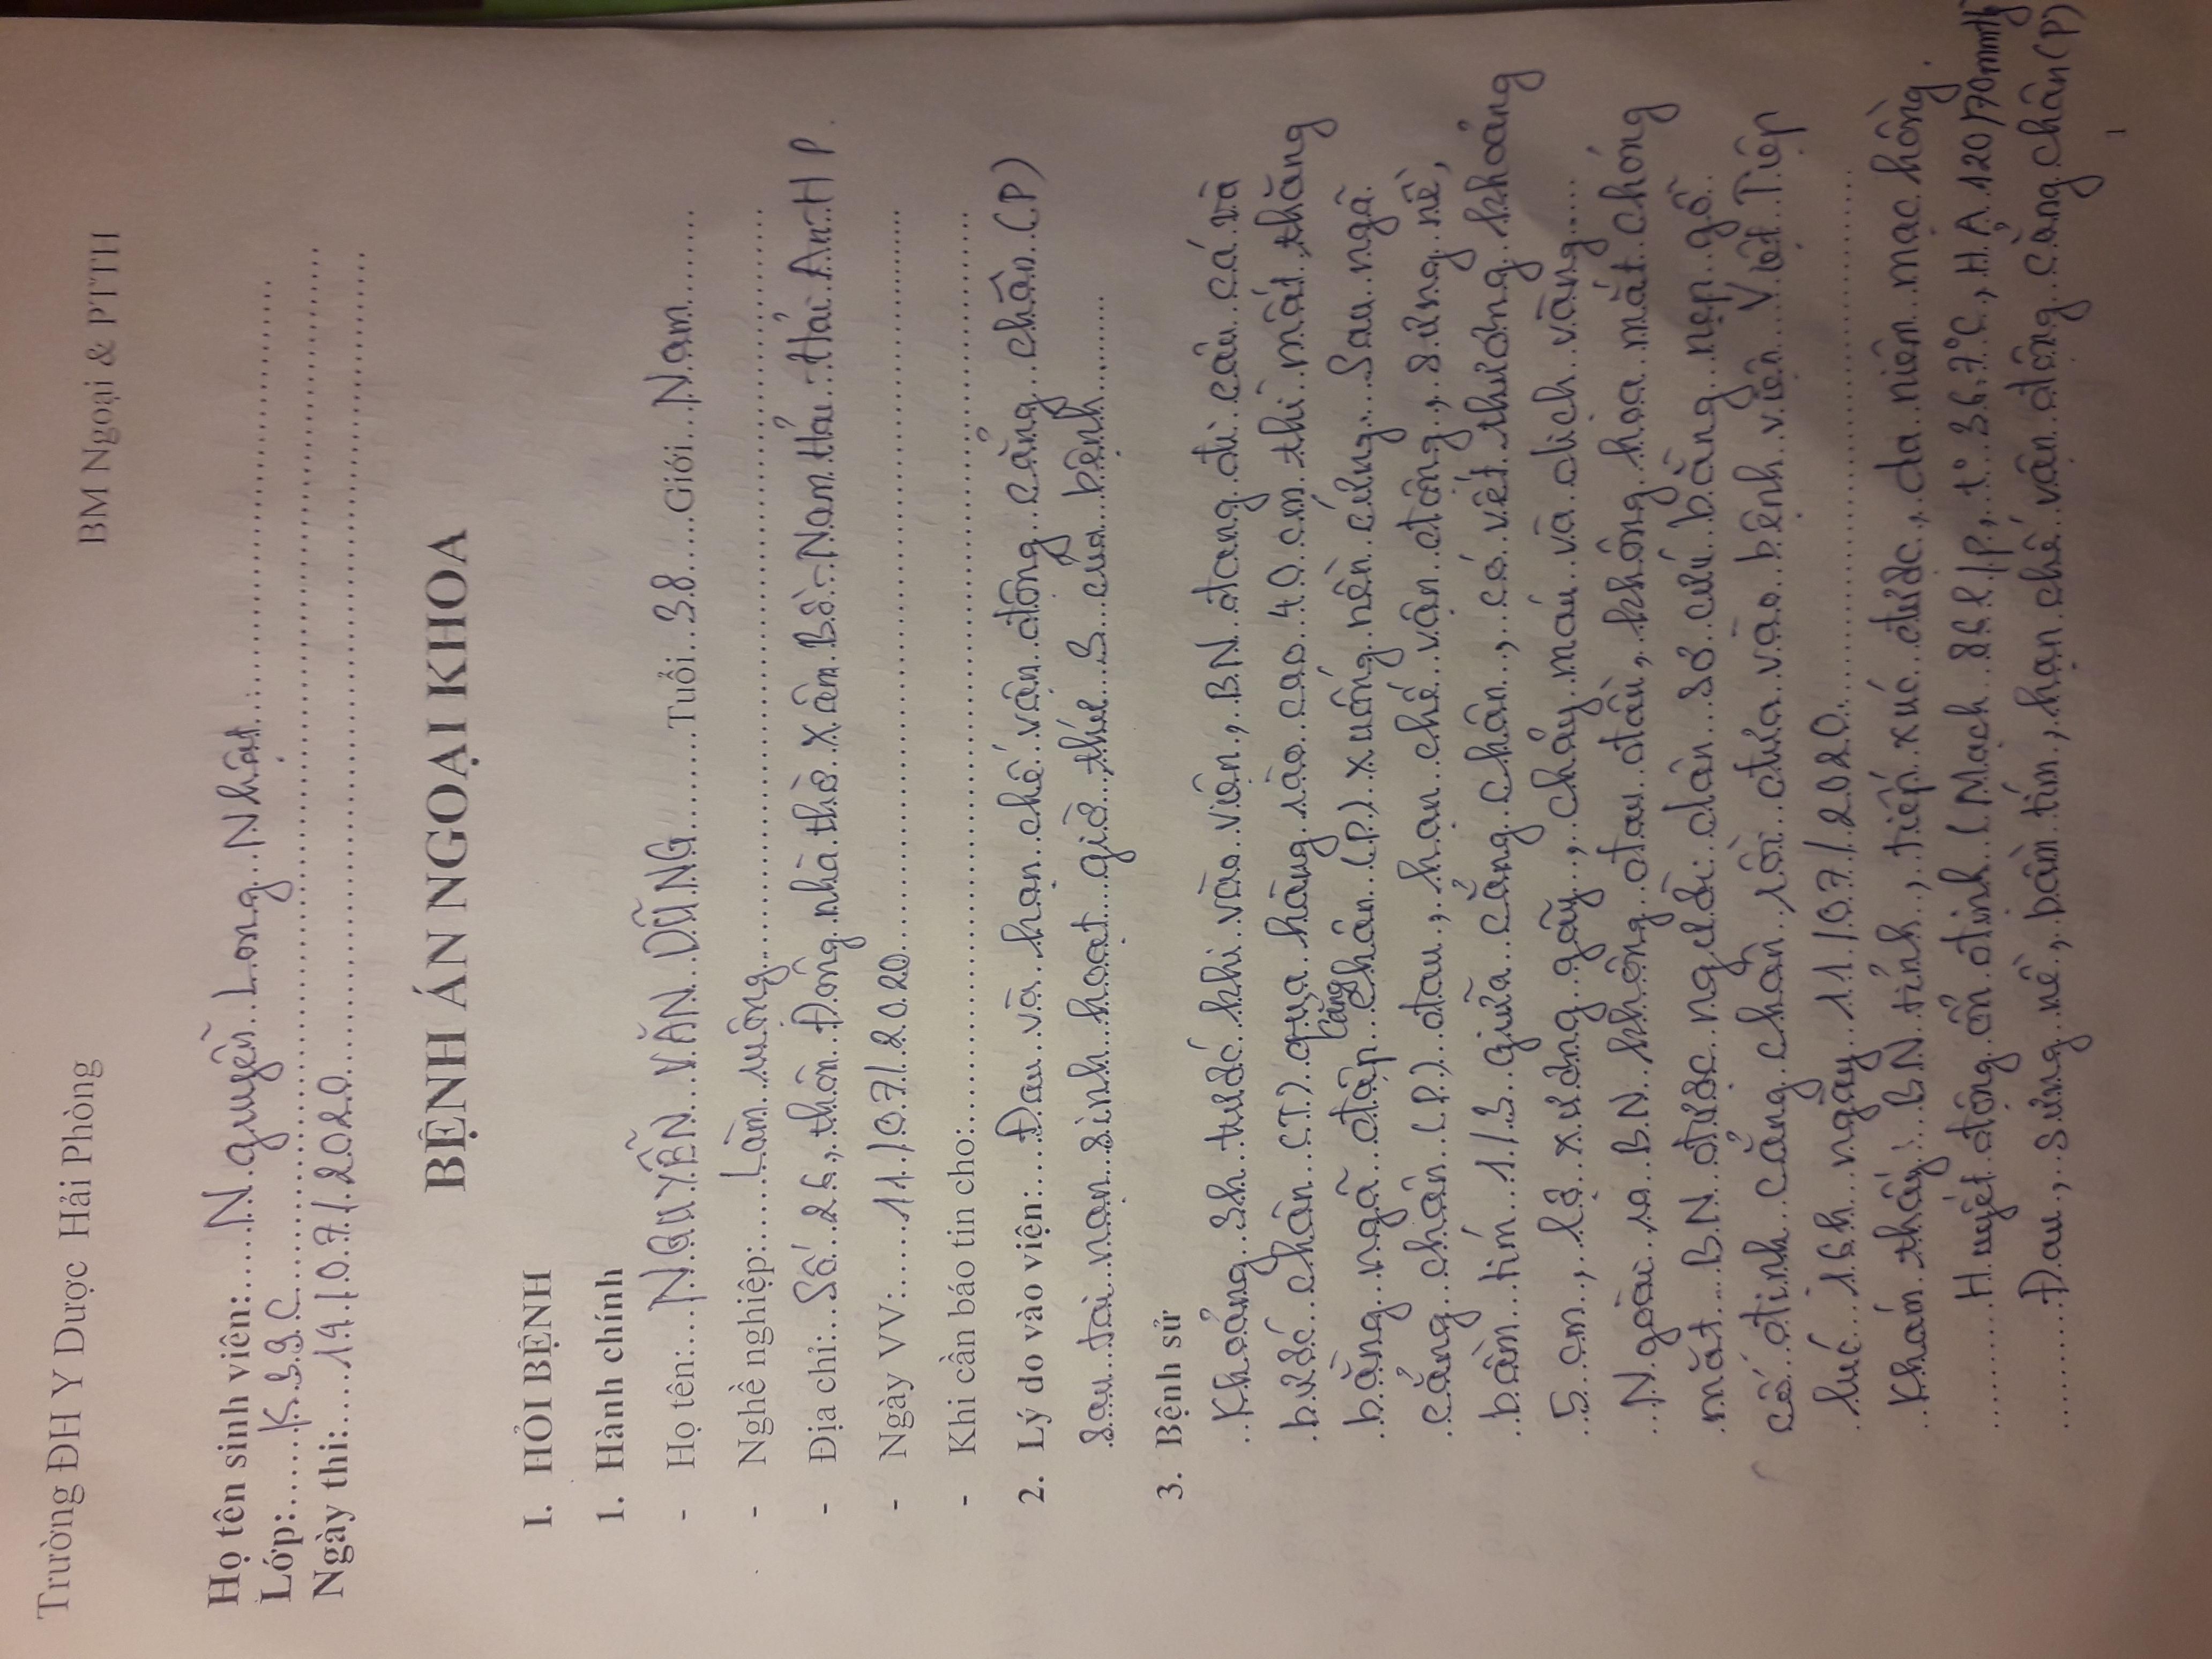 Trường ĐH Y Dược Hải Phòng
BM Ngoại & PTTH
Họ tên sinh viên: Nguyễn Long Nhật
Lớp: K39C
Ngày thi: 14/07/2020
BỆNH ÁN NGOẠI KHOA
I. HỎI BỆNH
1. Hành chính
- Họ tên: NGUYỄN VĂN DŨNG Tuổi 38 Giới Nam
- Nghề nghiệp: Làm ruộng
- Địa chỉ: Số 26, thôn Đông nhà thờ Xâm Bồ - Nam Hải - Hải An - HP.
- Ngày VV: 11/07/2020
- Khi cần báo tin cho:
2. Lý do vào viện: Đau và hạn chế vận động cẳng chân (P)
sau tai nạn sinh hoạt giờ thứ 3 của bệnh
3. Bệnh sử
Khoảng 3h trước khi vào viện, BN đang đi câu cá và
bước chân (T) qua hàng rào cao 40 cm thì mất thăng
bằng ngã đập cẳng chân (P) xuống nền cứng. Sau ngã
cẳng chân (P) đau, hạn chế vận động, sưng nề,
bầm tím 1/3 giữa cẳng chân, có vết thương khoảng
5 cm, lộ xương gãy, chảy máu và dịch vàng
Ngoài ra BN không đau đầu, không hoa mắt chóng
mặt. BN được người dân sơ cứu bằng nẹp gỗ
cố định cẳng chân rồi đưa vào bệnh viện Việt Tiệp
lúc 16h ngày 11/07/2020.
Khám thấy: BN tỉnh, tiếp xúc được, da niêm mạc hồng.
Huyết động ổn định (Mạch 86l/p, t° 36,7°C, HA 120/70mmHg
Đau, sưng nề, bầm tím, hạn chế vận động cẳng chân (P)
1